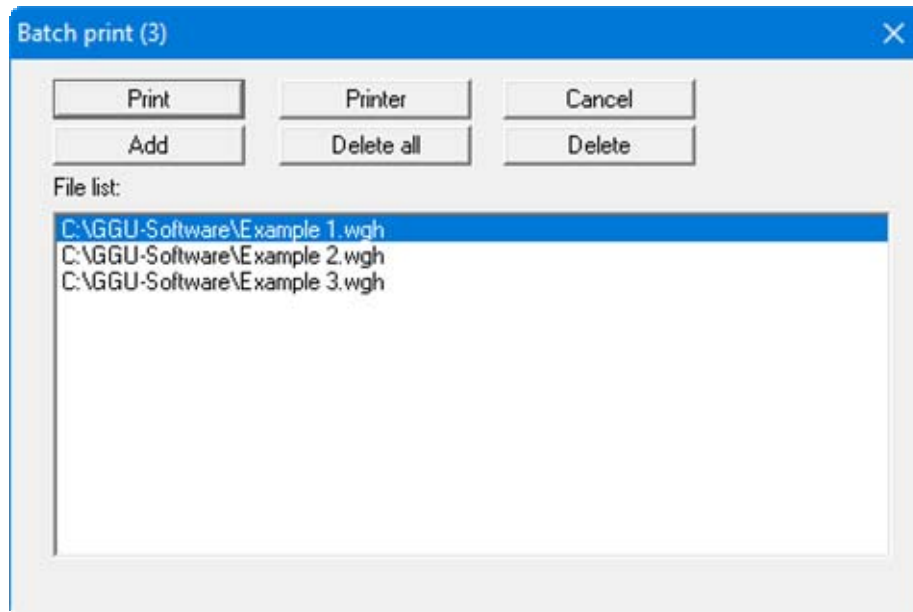 Batch print (3)
Print Printer Cancel
Add Delete all Delete
File list:
C:\GGU-Software\Example 1.wgh
C:\GGU-Software\Example 2.wgh
C:\GGU-Software\Example 3.wgh